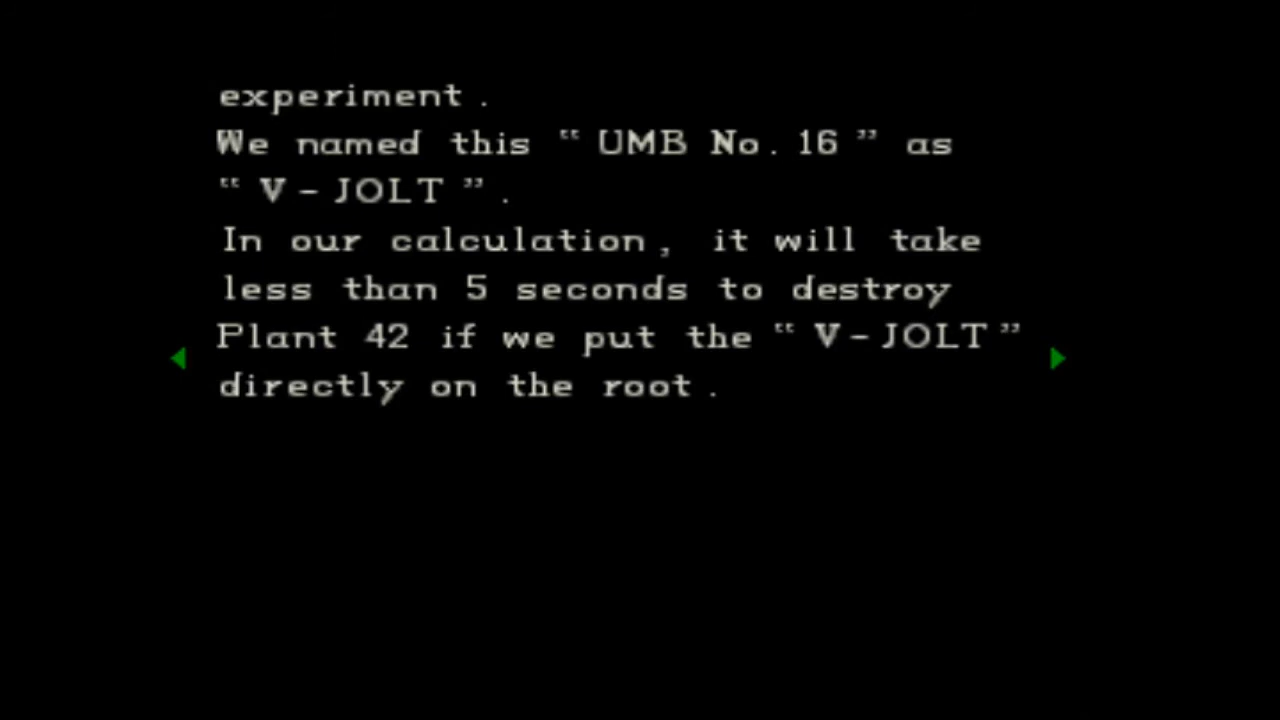 experiment.
We named this “UMB No.16” as
“V-JOLT”.
In our calculation, it will take
less than 5 seconds to destroy
Plant 42 if we put the “V-JOLT”
directly on the root.